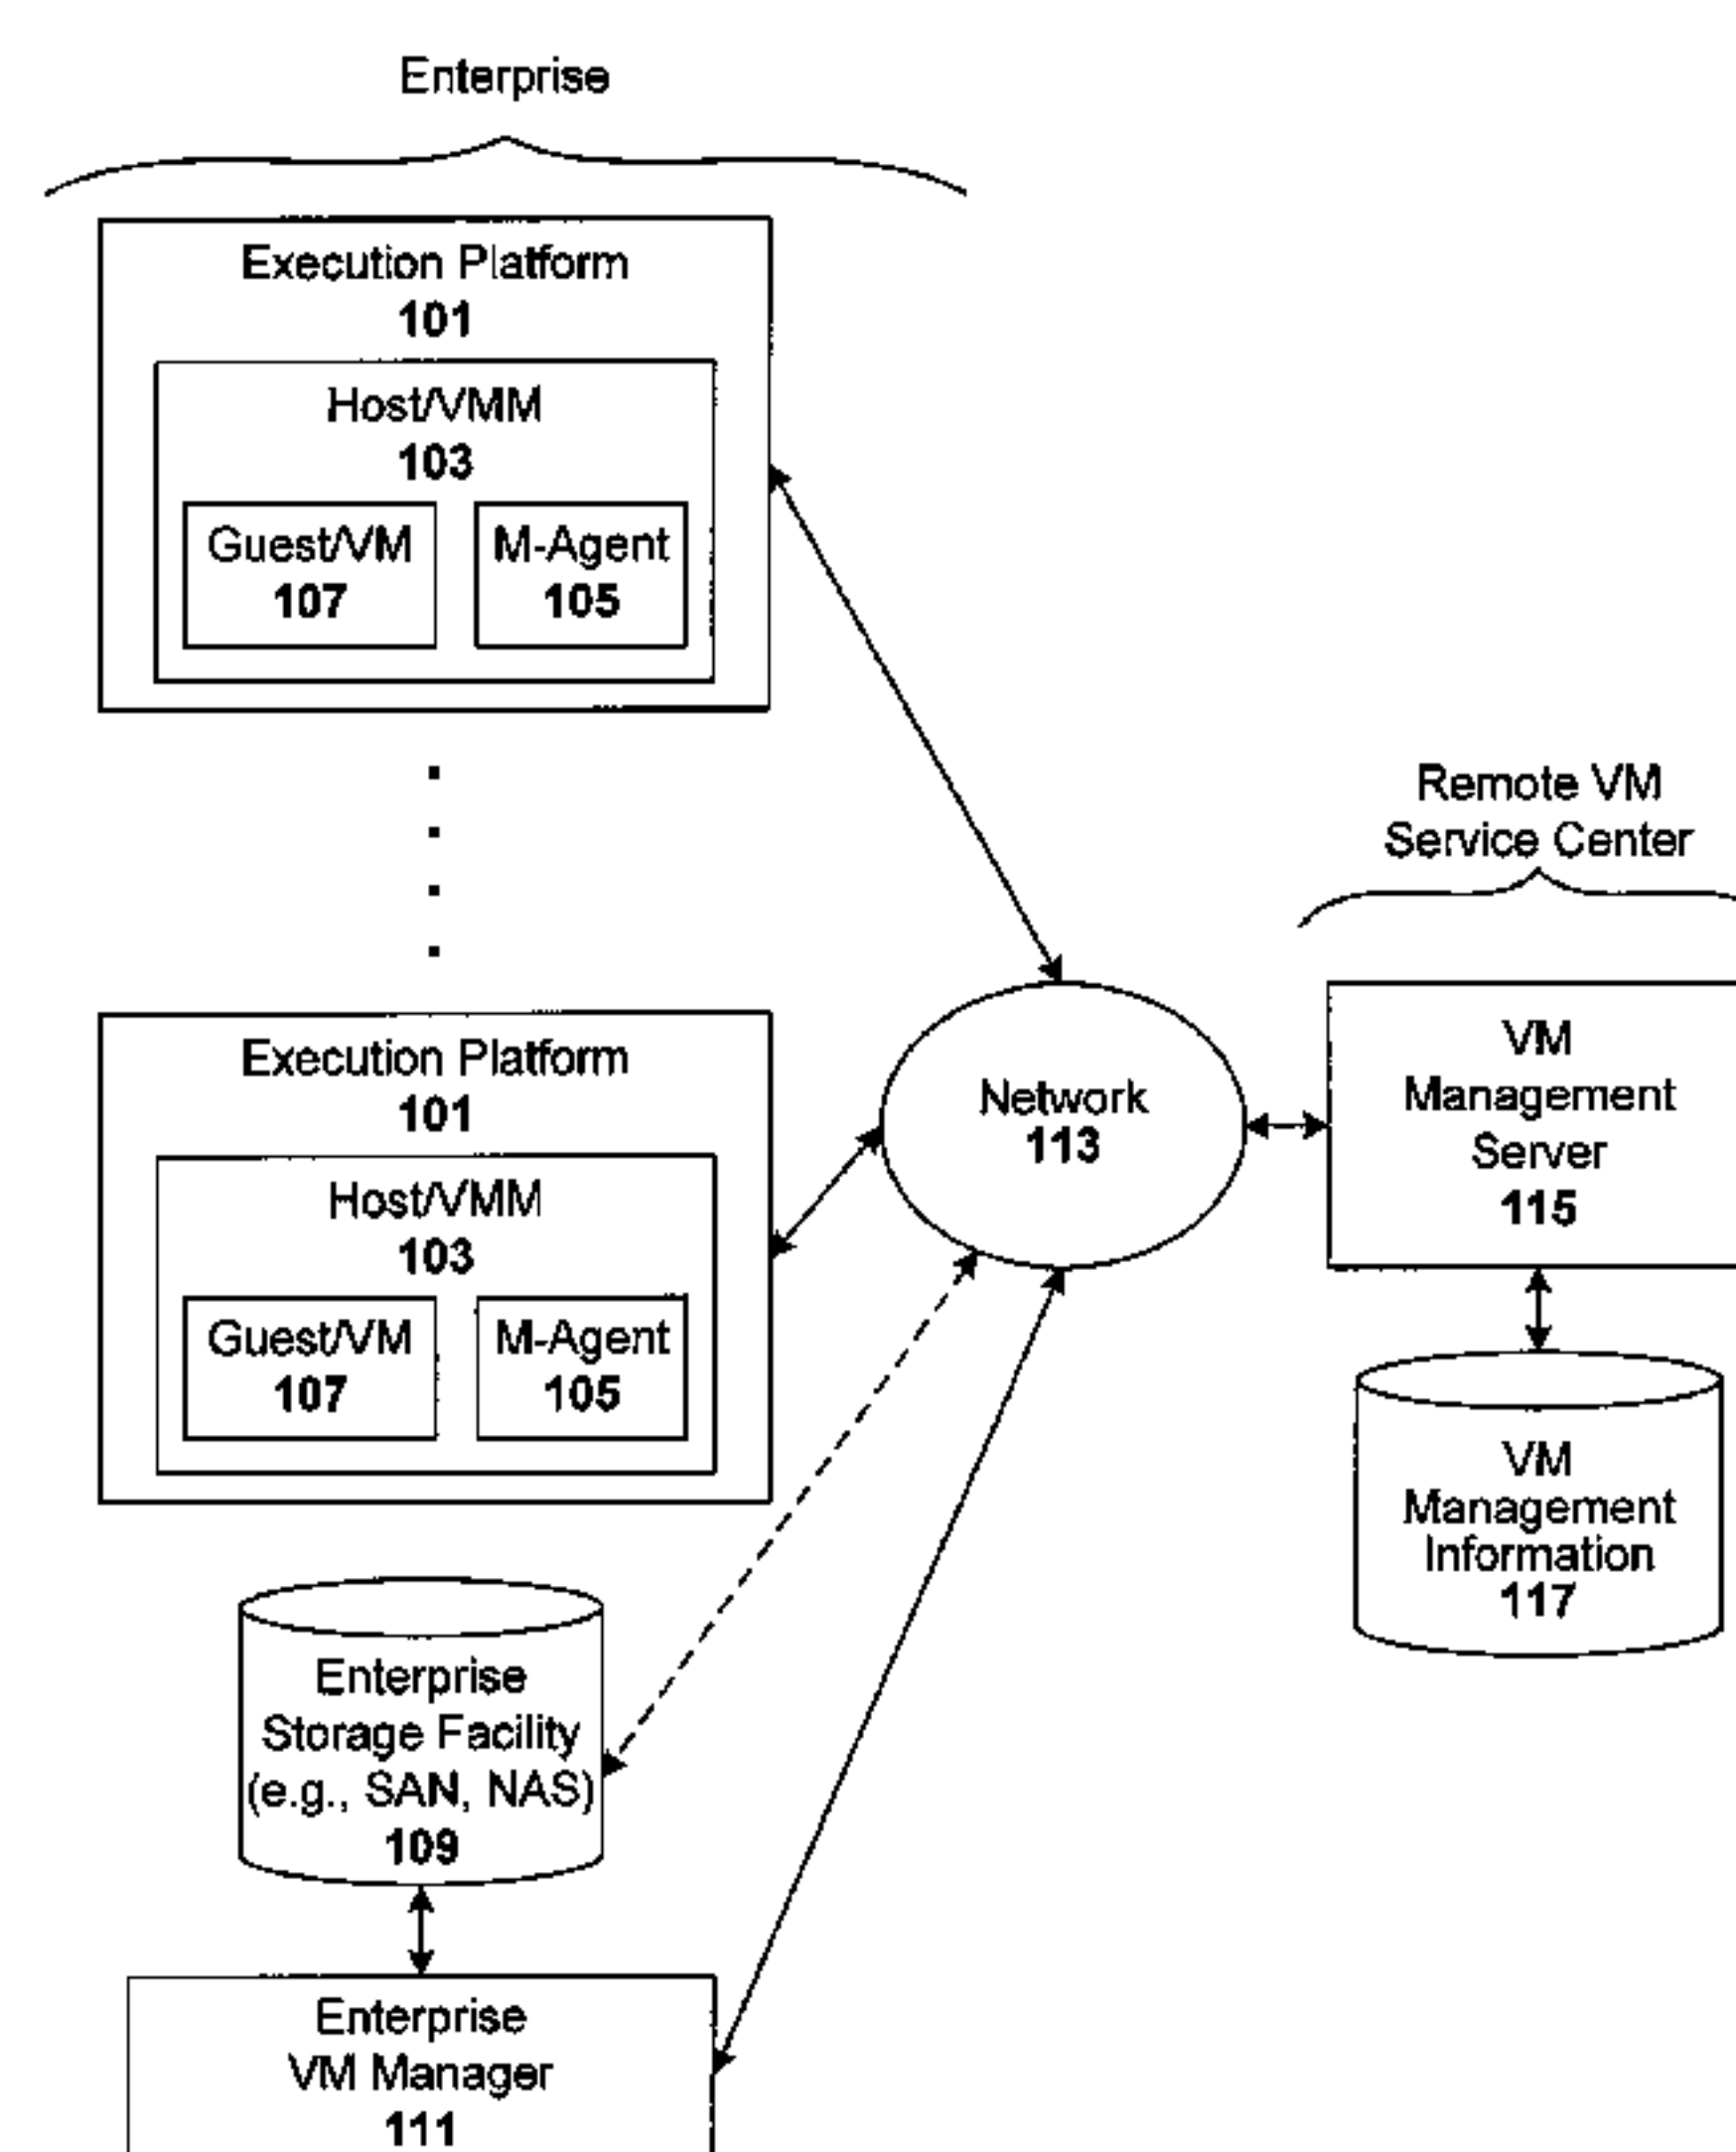 Enterprise
Execution Platform
101
Host/VMM
103
Guest/VM
107
M-Agent
105
Remote VM
Service Center
Execution Platform
101
Host/VMM
103
Guest/VM
107
M-Agent
105
Network
113
VM
Management
Server
115
VM
Management
Information
117
Enterprise
Storage Facility
(e.g., SAN, NAS)
109
Enterprise
VM Manager
111